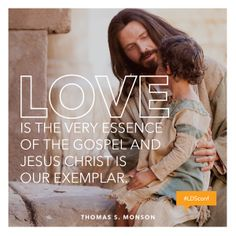 LOVE
IS THE VERY ESSENCE
OF THE GOSPEL AND
JESUS CHRIST IS
OUR EXEMPLAR.
#LDSconf
THOMAS S. MONSON